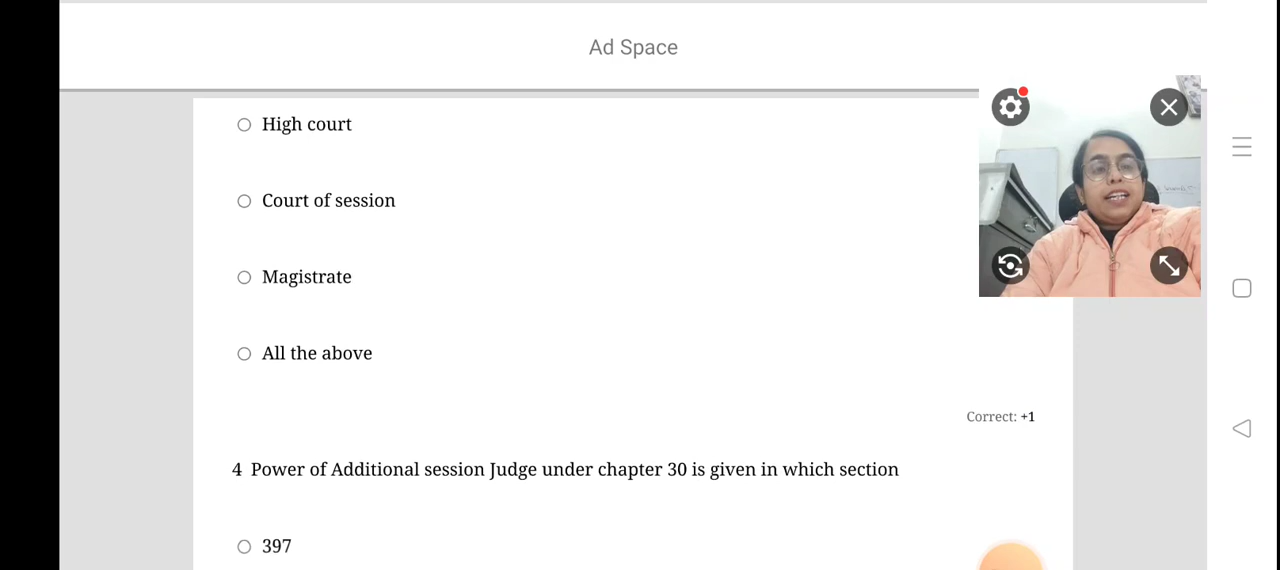 Ad Space
High court
Court of session
Magistrate
All the above
Correct: +1
4 Power of Additional session Judge under chapter 30 is given in which section
397